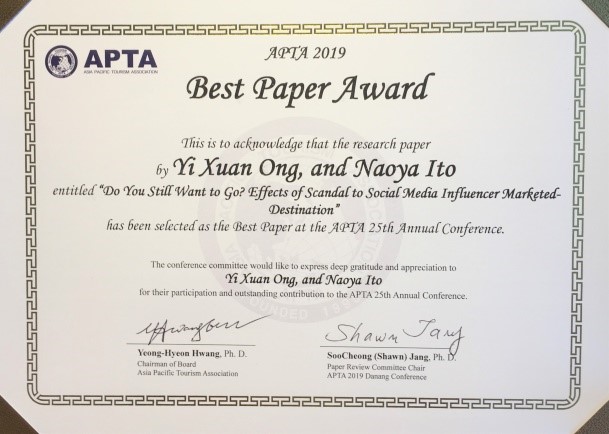 APTA
ASIA PACIFIC TOURISM ASSOCIATION
APTA 2019
Best Paper Award
This is to acknowledge that the research paper
by Yi Xuan Ong, and Naoya Ito
entitled "Do You Still Want to Go? Effects of Scandal to Social Media Influencer Marketed-
Destination"
has been selected as the Best Paper at the APTA 25th Annual Conference.
The conference committee would like to express deep gratitude and appreciation to
Yi Xuan Ong, and Naoya Ito
for their participation and outstanding contribution to the APTA 25th Annual Conference.
Shawn Jang
Yeong-Hyeon Hwang, Ph. D.
Chairman of Board
Asia Pacific Tourism Association
SooCheong (Shawn) Jang, Ph. D.
Paper Review Committee Chair
APTA 2019 Danang Conference